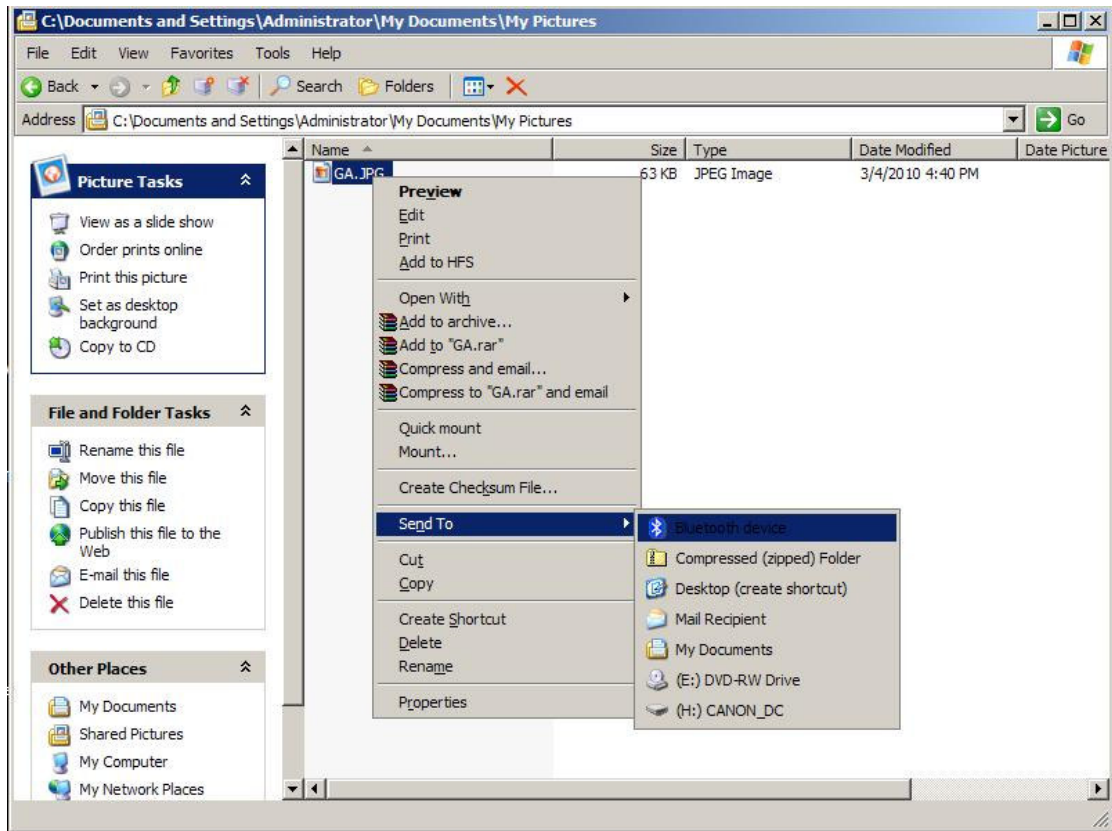 C:\Documents and Settings\Administrator\My Documents\My Pictures
File Edit View Favorites Tools Help
Back Search Folders
Address C:\Documents and Settings\Administrator\My Documents\My Pictures Go
Picture Tasks
View as a slide show
Order prints online
Print this picture
Set as desktop
background
Copy to CD
File and Folder Tasks
Rename this file
Move this file
Copy this file
Publish this file to the
Web
E-mail this file
Delete this file
Other Places
My Documents
Shared Pictures
My Computer
My Network Places
Name Size Type Date Modified Date Picture
GA.JPG 63 KB JPEG Image 3/4/2010 4:40 PM
Preview
Edit
Print
Add to HFS
Open With
Add to archive...
Add to "GA.rar"
Compress and email...
Compress to "GA.rar" and email
Quick mount
Mount...
Create Checksum File...
Send To
Cut
Copy
Create Shortcut
Delete
Rename
Properties
Bluetooth device
Compressed (zipped) Folder
Desktop (create shortcut)
Mail Recipient
My Documents
(E:) DVD-RW Drive
(H:) CANON_DC